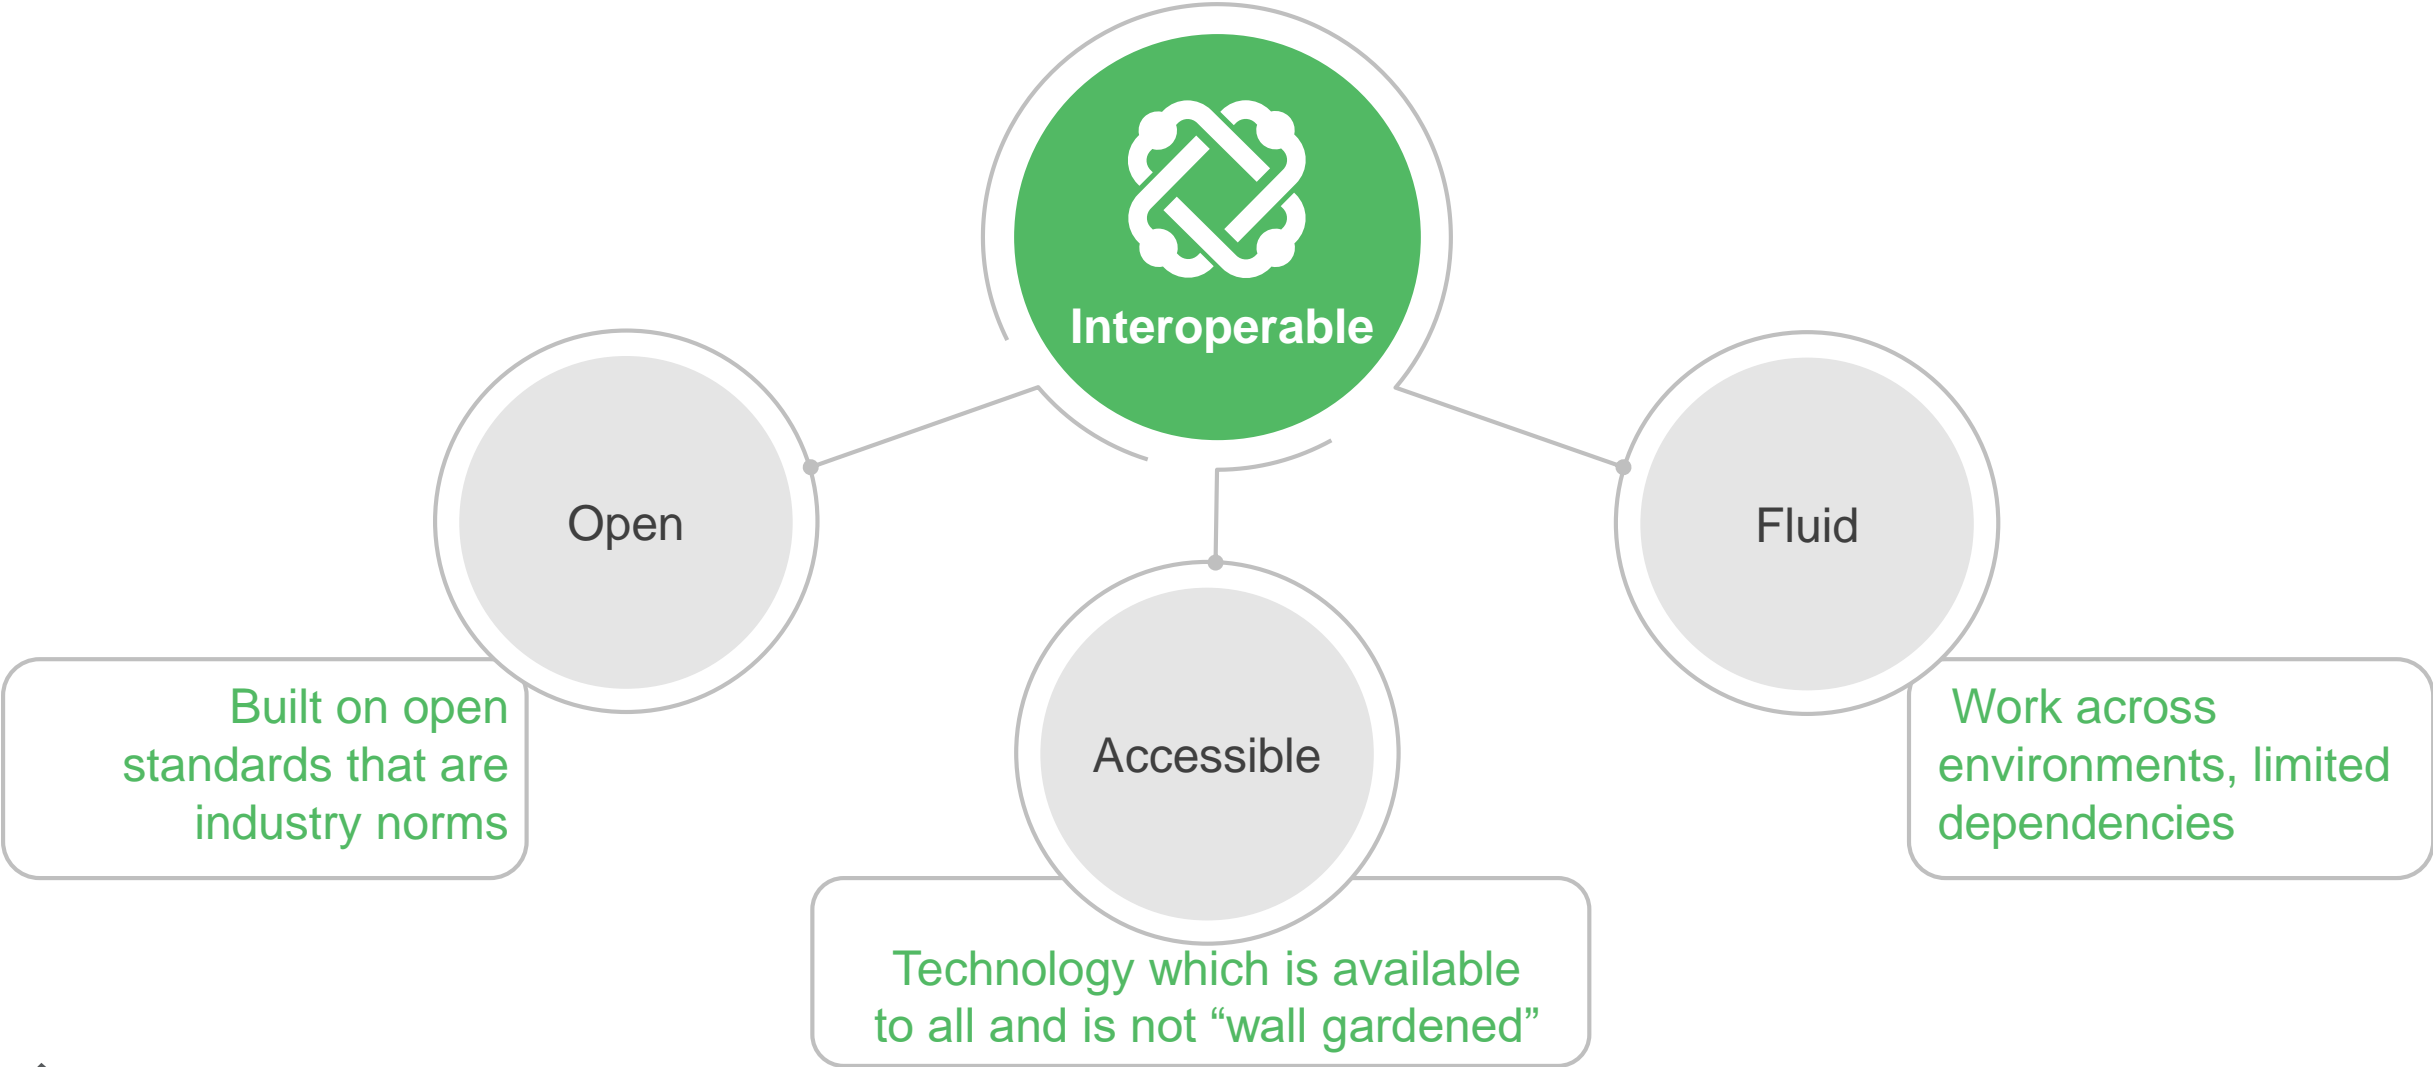 Interoperable
Open
Built on open
standards that are
industry norms
Accessible
Technology which is available
to all and is not “wall gardened”
Fluid
Work across
environments, limited
dependencies